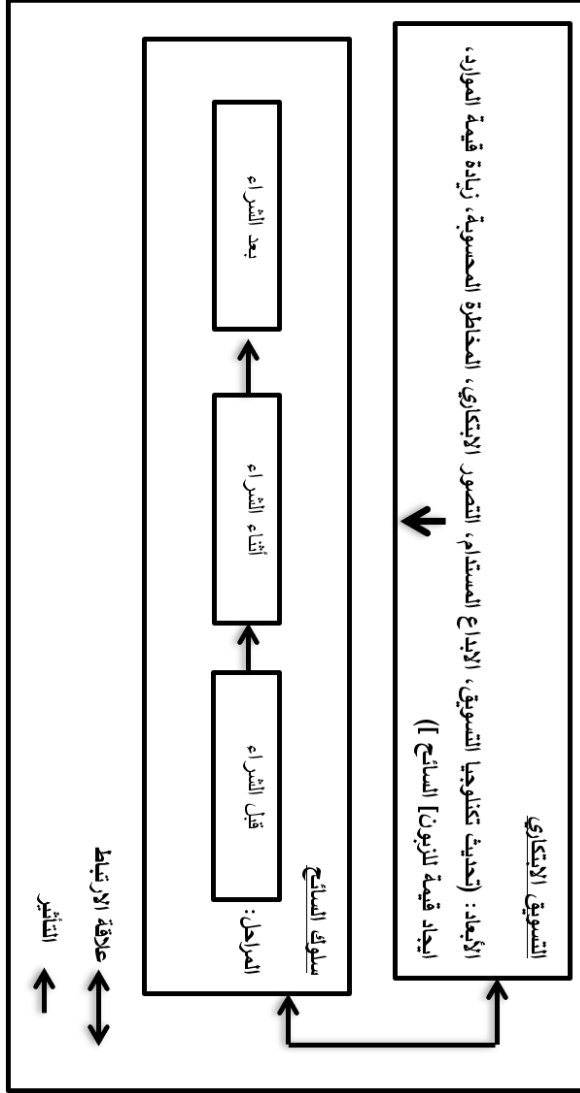 التسويق الابتكاري
الأبعاد: (تحديث تكنلوجيا التسويق، الابداع المستدام، التصور الابتكاري، المخاطرة المحسوبة، زيادة قيمة الموارد،
ايجاد قيمة للزبون] السائح [)
سلوك السائح
المراحل:
قبل الشراء
أثناء الشراء
بعد الشراء
علاقة الارتباط
التأثير